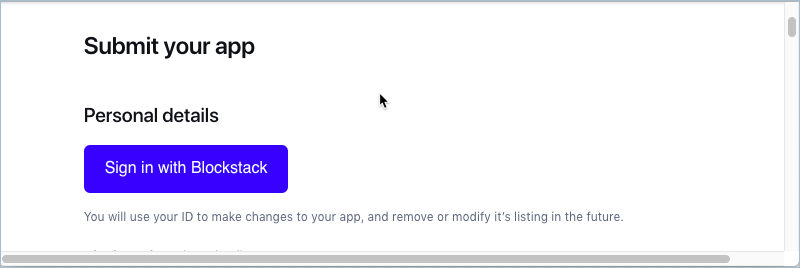 Submit your app
Personal details
Sign in with Blockstack
You will use your ID to make changes to your app, and remove or modify it's listing in the future.